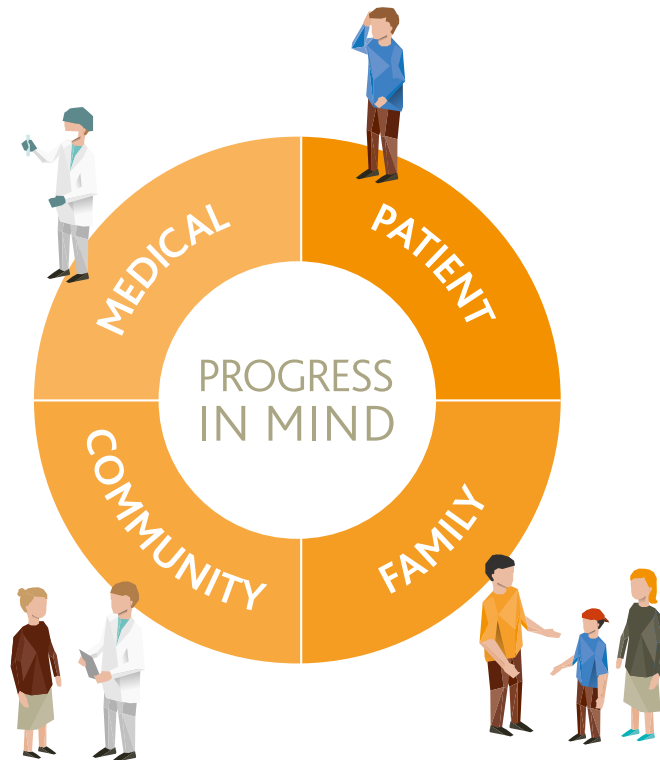 MEDICAL
PATIENT
PROGRESS
IN MIND
COMMUNITY
FAMILY